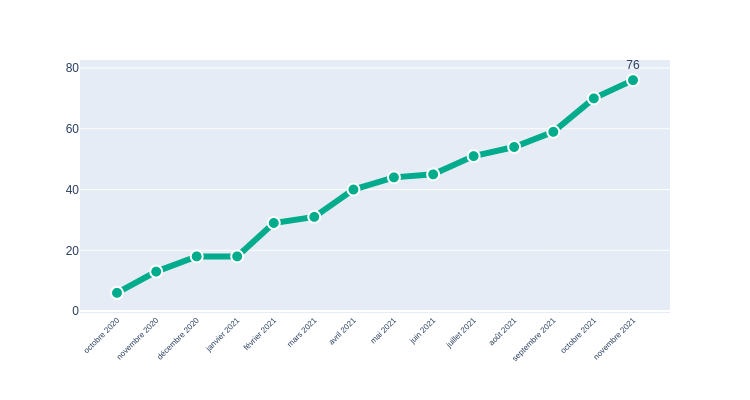 76
80
60
40
20
0
octobre 2020
novembre 2020
décembre 2020
janvier 2021
février 2021
mars 2021
avril 2021
mai 2021
juin 2021
juillet 2021
août 2021
septembre 2021
octobre 2021
novembre 2021